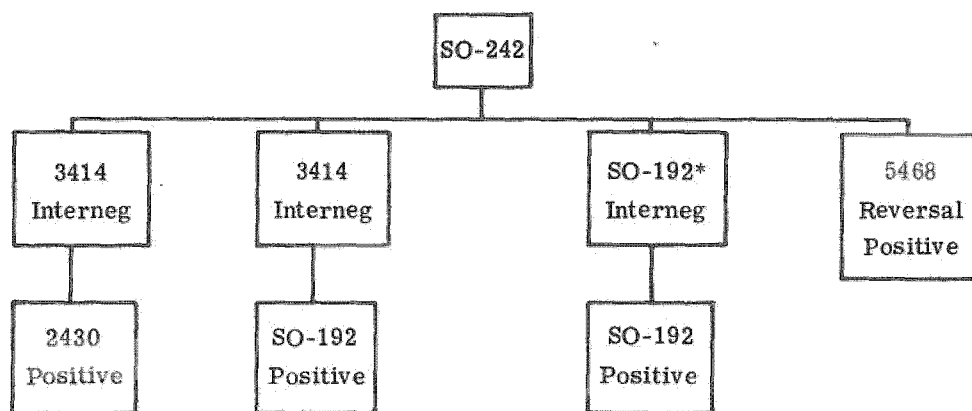 SO-242
3414
Interneg
3414
Interneg
SO-192*
Interneg
5468
Reversal
Positive
2430
Positive
SO-192
Positive
SO-192
Positive